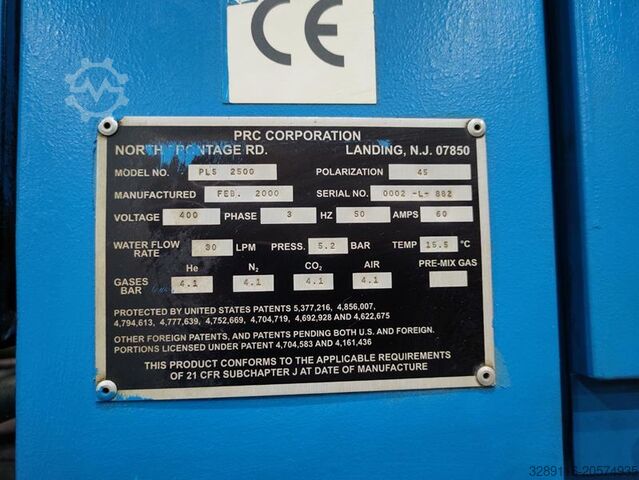 CE
PRC CORPORATION
NORTH FRONTAGE RD. LANDING, N.J. 07850
MODEL NO. PLS 2500 POLARIZATION 45
MANUFACTURED FEB. 2000 SERIAL NO. 0002 -L- 882
VOLTAGE 400 PHASE 3 HZ 50 AMPS 60
WATER FLOW RATE 30 LPM PRESS. 5.2 BAR TEMP 15.5 °C
He N₂ CO₂ AIR PRE-MIX GAS
GASES BAR 4.1 4.1 4.1 4.1
PROTECTED BY UNITED STATES PATENTS 5,377,216, 4,856,007,
4,794,613, 4,777,639, 4,752,669, 4,704,719, 4,692,928 AND 4,622,675
OTHER FOREIGN PATENTS, AND PATENTS PENDING BOTH U.S. AND FOREIGN.
PORTIONS LICENSED UNDER PATENT 4,704,583 AND 4,161,436
THIS PRODUCT CONFORMS TO THE APPLICABLE REQUIREMENTS
OF 21 CFR SUBCHAPTER J AT DATE OF MANUFACTURE